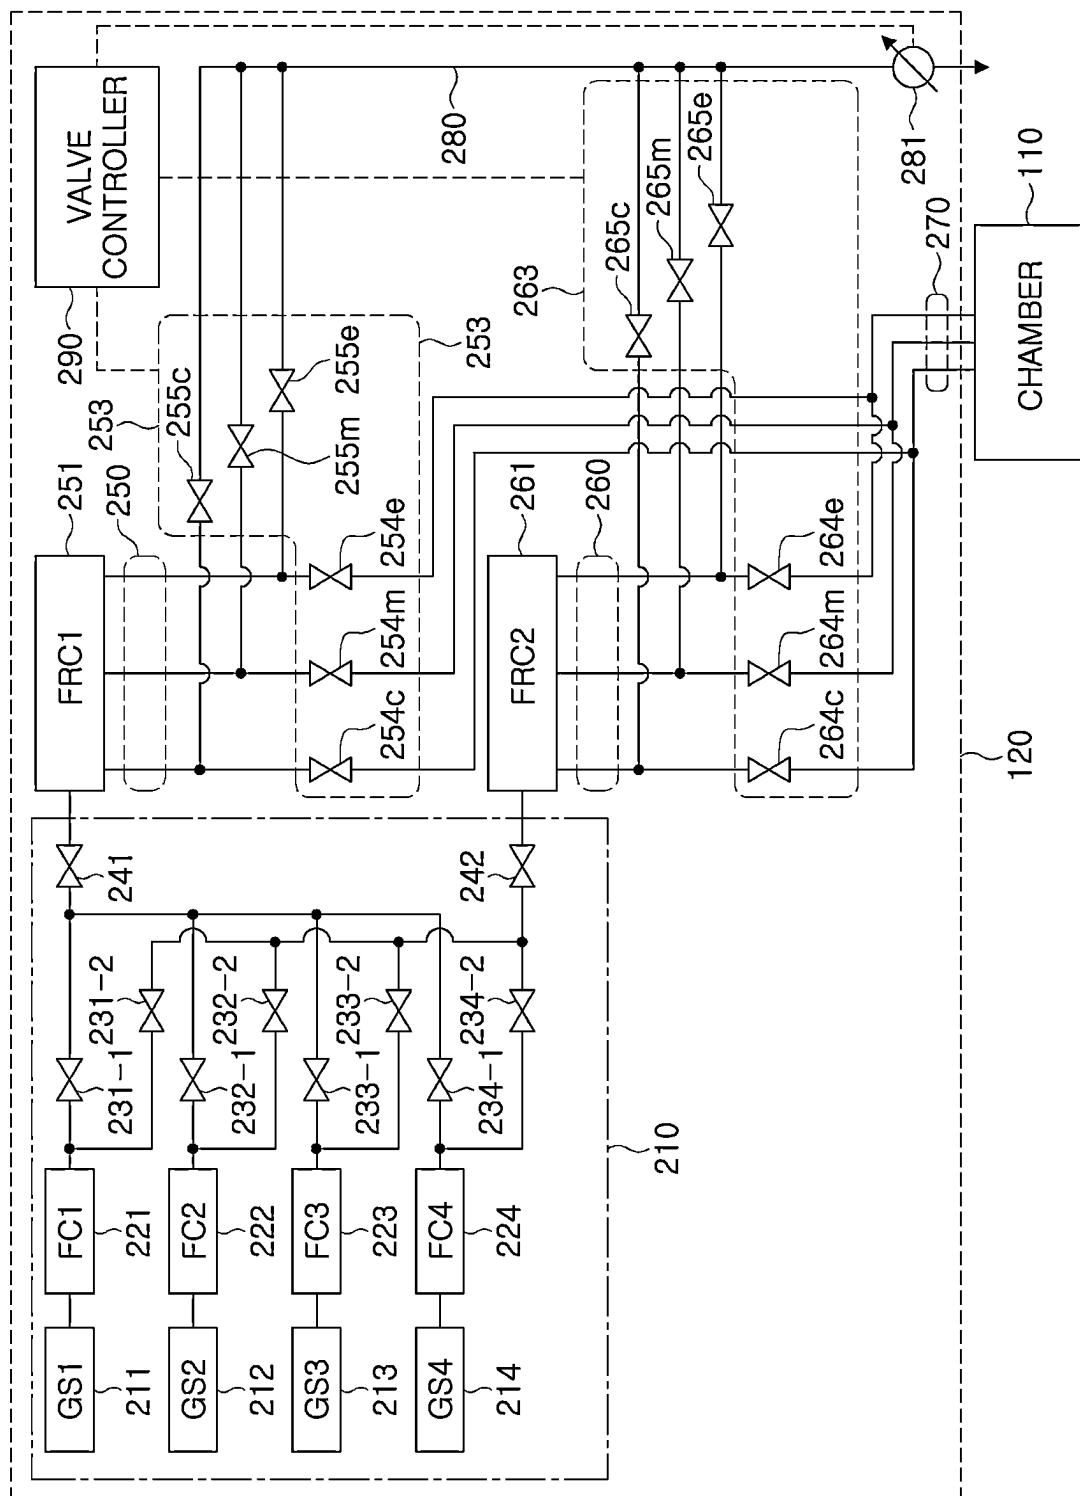 VALVE
CONTROLLER
290
280
281
265e
265m
265c
263
270
110
CHAMBER
253
255e
255m
255c
253
250
251
FRC1
254e
254m
254c
261
FRC2
260
264e
264m
264c
120
241
242
231-2
232-2
233-2
234-2
231-1
232-1
233-1
234-1
210
FC1
221
FC2
222
FC3
223
FC4
224
GS1
211
GS2
212
GS3
213
GS4
214